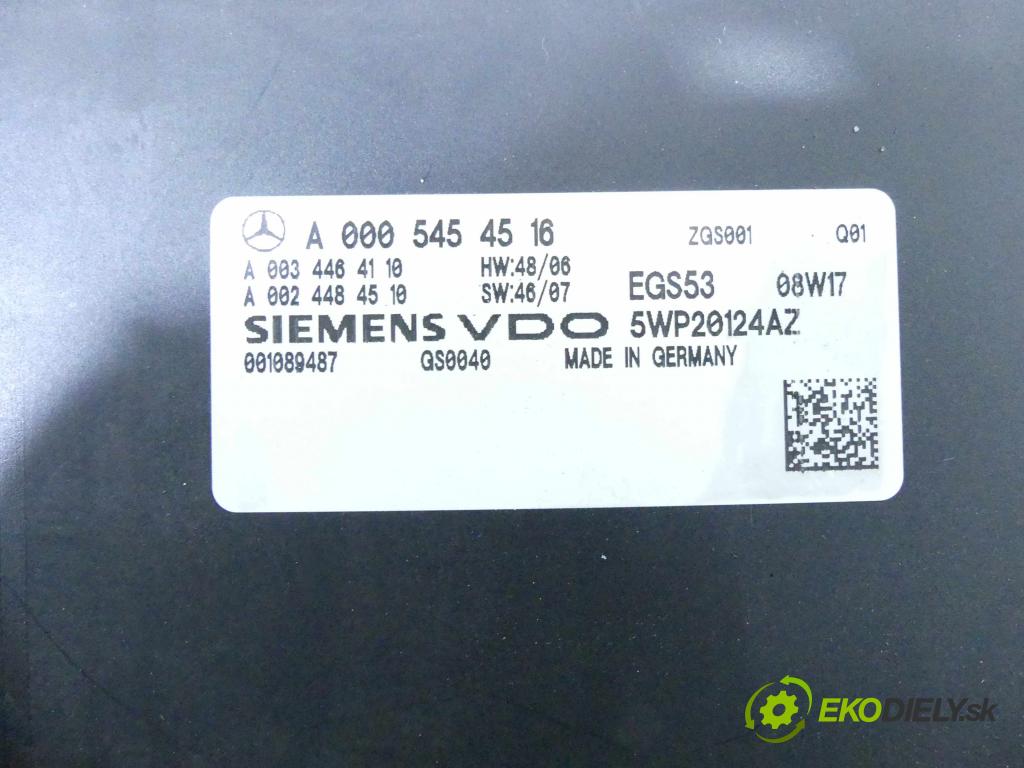 A 000 545 45 16 ZGS001 Q01
A 003 446 41 10 HW:48/06
A 002 448 45 10 SW:46/07 EGS53 08W17
SIEMENS VDO 5WP20124AZ
001089487 QS0040 MADE IN GERMANY
EKODIELY.sk